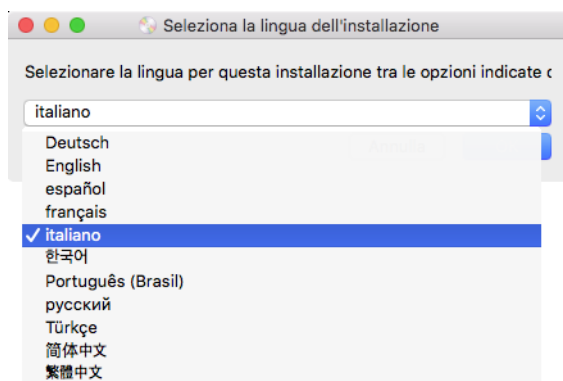 Seleziona la lingua dell'installazione
Selezionare la lingua per questa installazione tra le opzioni indicate
italiano
Deutsch
English
español
français
italiano
한국어
Português (Brasil)
русский
Türkçe
简体中文
繁體中文